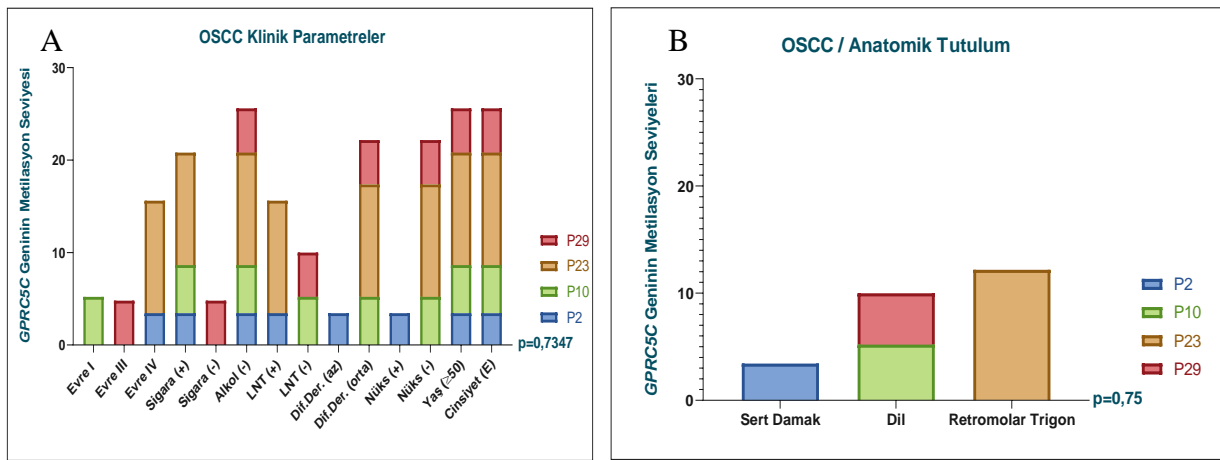 A
OSCC Klinik Parametreler
GPRC5C Geninin Metilasyon Seviyesi
30
20
10
0
P29
P23
P10
P2
p=0,7347
Evre I
Evre III
Evre IV
Sigara (+)
Sigara (-)
Alkol (-)
LNT (+)
LNT (-)
Dif.Der. (az)
Dif.Der. (orta)
Nüks (+)
Nüks (-)
Yaş (≥50)
Cinsiyet (E)
B
OSCC / Anatomik Tutulum
GPRC5C Geninin Metilasyon Seviyeleri
30
20
10
0
P2
P10
P23
P29
p=0,75
Sert Damak
Dil
Retromolar Trigon